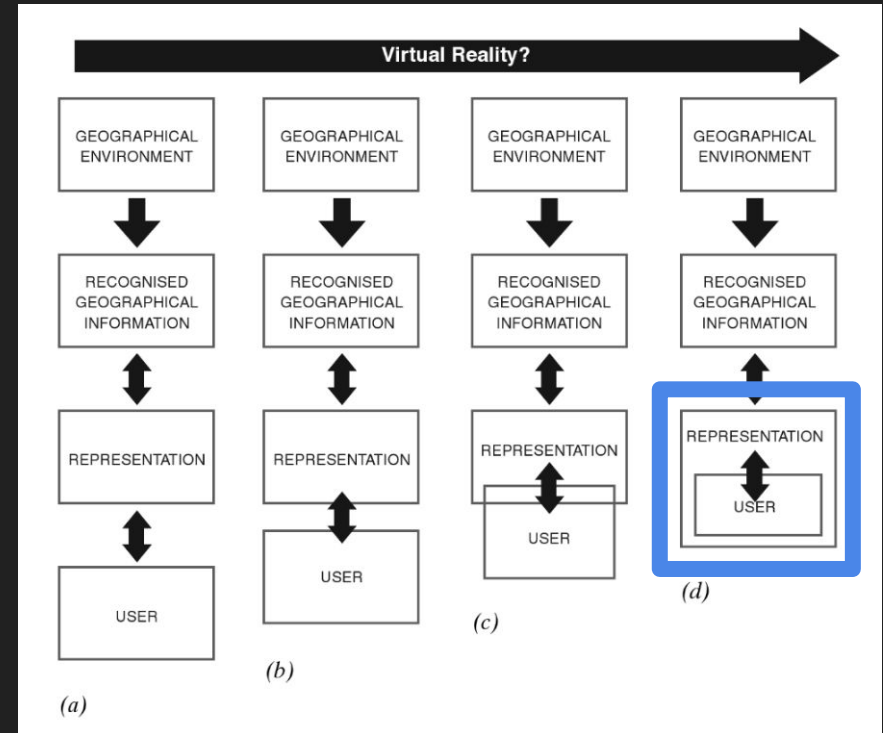 Virtual Reality?
GEOGRAPHICAL
ENVIRONMENT
RECOGNISED
GEOGRAPHICAL
INFORMATION
REPRESENTATION
USER
(a)
GEOGRAPHICAL
ENVIRONMENT
RECOGNISED
GEOGRAPHICAL
INFORMATION
REPRESENTATION
USER
(b)
GEOGRAPHICAL
ENVIRONMENT
RECOGNISED
GEOGRAPHICAL
INFORMATION
REPRESENTATION
USER
(c)
GEOGRAPHICAL
ENVIRONMENT
RECOGNISED
GEOGRAPHICAL
INFORMATION
REPRESENTATION
USER
(d)